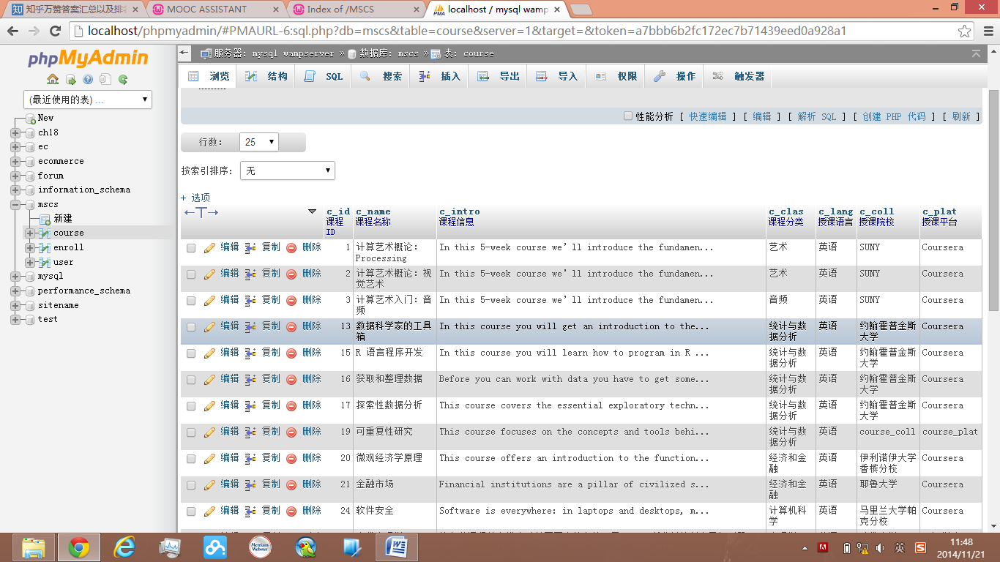 知乎万赞答案汇总以及排名
MOOC ASSISTANT
Index of /MSCS
localhost / mysql wamp
localhost/phpmyadmin/#PMAURL-6:sql.php?db=mscs&table=course&server=1&target=&token=a7bbb6b2fc172ec7b71439eed0a928a1
phpMyAdmin
(最近使用的表) ...
New
ch18
ec
ecommerce
forum
information_schema
mscs
新建
course
enroll
user
mysql
performance_schema
sitename
test
服务器: mysql wampserver » 数据库: mscs » 表: course
浏览 结构 SQL 搜索 插入 导出 导入 权限 操作 触发器
性能分析 [ 快速编辑 ] [ 编辑 ] [ 解析 SQL ] [ 创建 PHP 代码 ] [ 刷新 ]
行数: 25
按索引排序: 无
+ 选项
c_id c_name c_intro c_clas c_lang c_coll c_plat
课程 课程名称 课程信息 课程分类 授课语言 授课院校 授课平台
ID
编辑 复制 删除 1 计算艺术概论: In this 5-week course we’ll introduce the fundamen... 艺术 英语 SUNY Coursera
Processing
编辑 复制 删除 2 计算艺术概论: 视 In this 5-week course we’ll introduce the fundamen... 艺术 英语 SUNY Coursera
觉艺术
编辑 复制 删除 3 计算艺术入门: 音 In this 5-week course we’ll introduce the fundamen... 音频 英语 SUNY Coursera
频
编辑 复制 删除 13 数据科学家的工具 In this course you will get an introduction to the... 统计与数 英语 约翰霍普金斯 Coursera
箱 据分析 大学
编辑 复制 删除 15 R 语言程序开发 In this course you will learn how to program in R ... 统计与数 英语 约翰霍普金斯 Coursera
据分析 大学
编辑 复制 删除 16 获取和整理数据 Before you can work with data you have to get some... 统计与数 英语 约翰霍普金斯 Coursera
据分析 大学
编辑 复制 删除 17 探索性数据分析 This course covers the essential exploratory techn... 统计与数 英语 约翰霍普金斯 Coursera
据分析 大学
编辑 复制 删除 19 可重复性研究 This course focuses on the concepts and tools behi... 统计与数 英语 course_coll course_plat
据分析
编辑 复制 删除 20 微观经济学原理 This course offers an introduction to the function... 经济和金 英语 伊利诺伊大学 Coursera
融 香槟分校
编辑 复制 删除 21 金融市场 Financial institutions are a pillar of civilized s... 经济和金 英语 耶鲁大学 Coursera
融
编辑 复制 删除 24 软件安全 Software is everywhere: in laptops and desktops, m... 计算机科 英语 马里兰大学帕 Coursera
学 克分校
Merriam-
Webster
英
11:48
2014/11/21